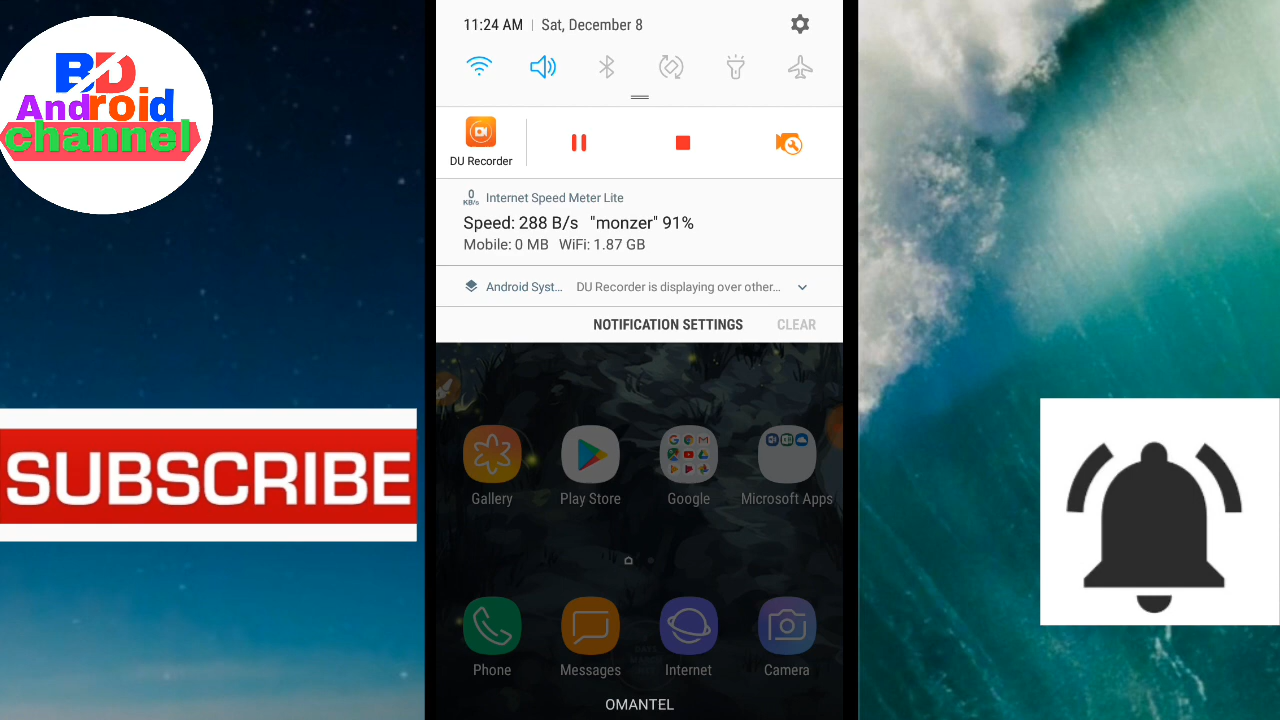 BD
Android
channel
SUBSCRIBE
11:24 AM | Sat, December 8
DU Recorder
0
KB/s
Internet Speed Meter Lite
Speed: 288 B/s "monzer" 91%
Mobile: 0 MB WiFi: 1.87 GB
Android Syst... DU Recorder is displaying over other...
NOTIFICATION SETTINGS CLEAR
Gallery Play Store Google Microsoft Apps
Phone Messages Internet Camera
OMANTEL